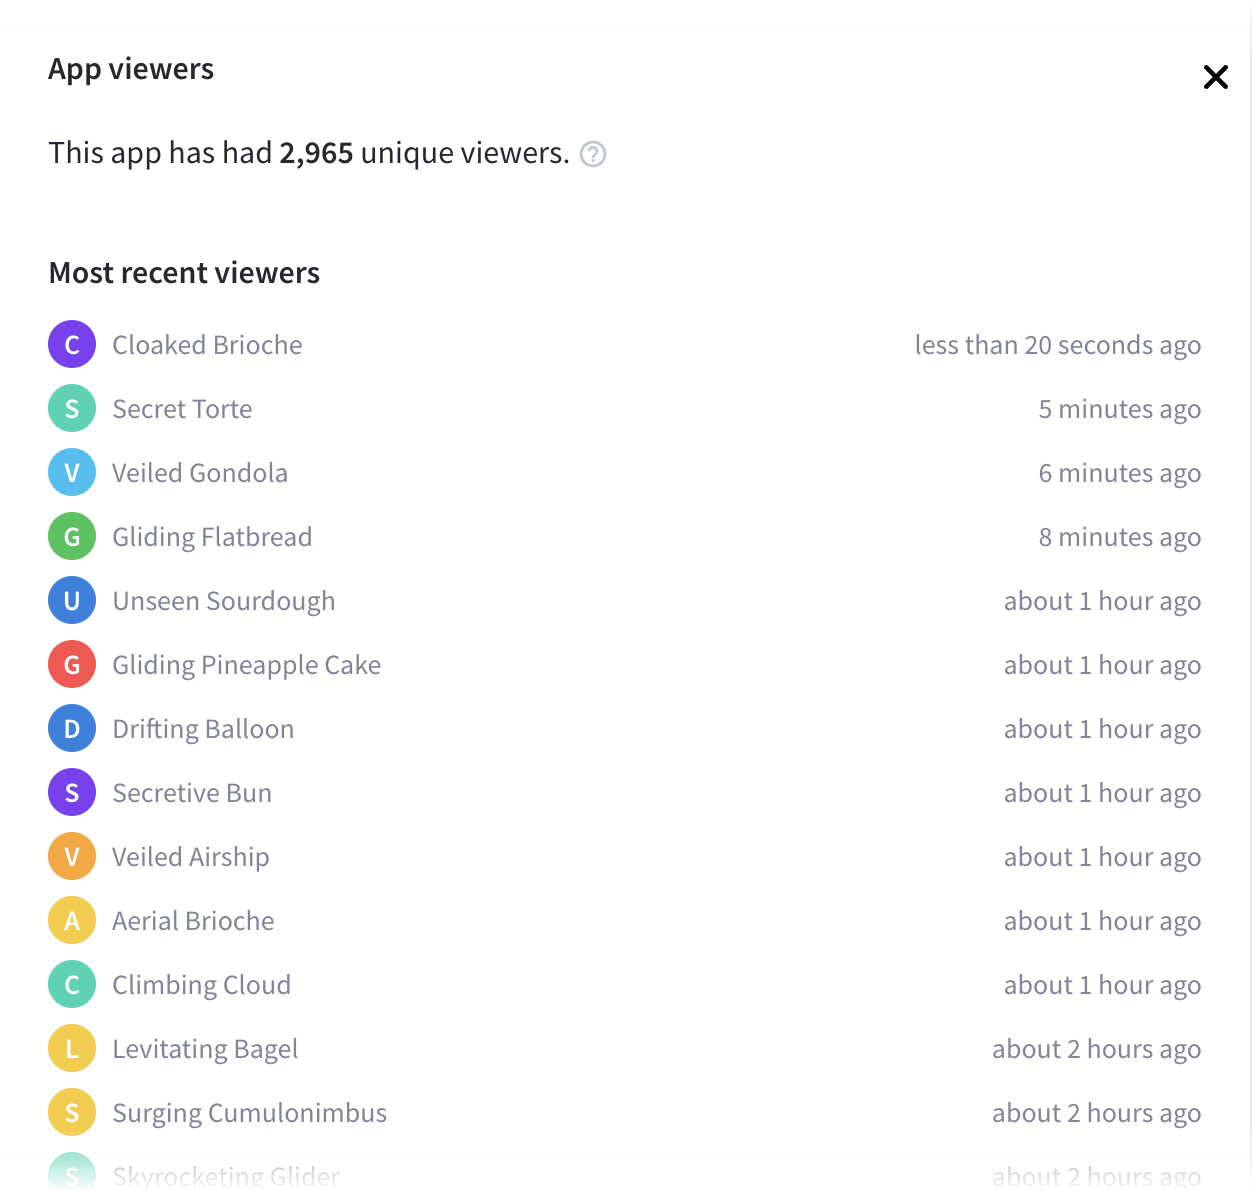 App viewers
This app has had 2,965 unique viewers. ?
Most recent viewers
C Cloaked Brioche less than 20 seconds ago
S Secret Torte 5 minutes ago
V Veiled Gondola 6 minutes ago
G Gliding Flatbread 8 minutes ago
U Unseen Sourdough about 1 hour ago
G Gliding Pineapple Cake about 1 hour ago
D Drifting Balloon about 1 hour ago
S Secretive Bun about 1 hour ago
V Veiled Airship about 1 hour ago
A Aerial Brioche about 1 hour ago
C Climbing Cloud about 1 hour ago
L Levitating Bagel about 2 hours ago
S Surging Cumulonimbus about 2 hours ago
S Skyrocketing Glider about 2 hours ago